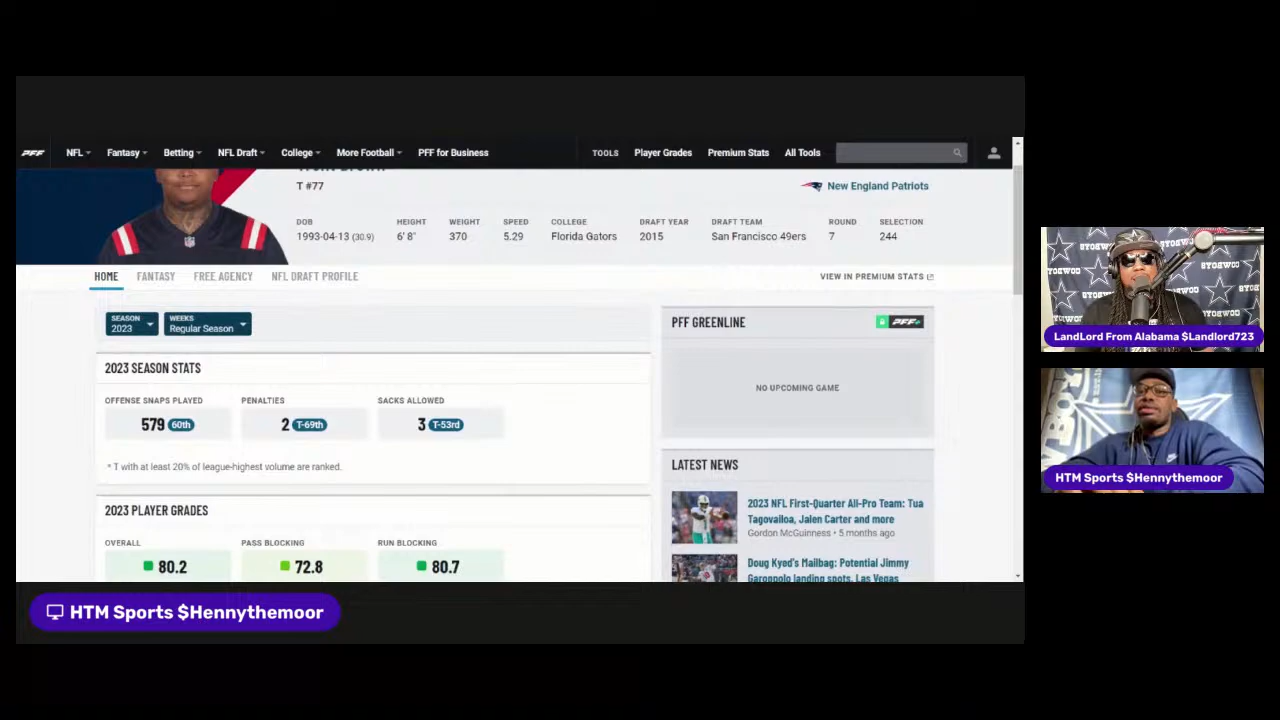 PFF NFL Fantasy Betting NFL Draft College More Football PFF for Business TOOLS Player Grades Premium Stats All Tools
T #77
New England Patriots
DOB HEIGHT WEIGHT SPEED COLLEGE DRAFT YEAR DRAFT TEAM ROUND SELECTION
1993-04-13 (30.9) 6' 8" 370 5.29 Florida Gators 2015 San Francisco 49ers 7 244
HOME FANTASY FREE AGENCY NFL DRAFT PROFILE
VIEW IN PREMIUM STATS
SEASON
2023
WEEKS
Regular Season
2023 SEASON STATS
OFFENSE SNAPS PLAYED PENALTIES SACKS ALLOWED
579 60th 2 T-69th 3 T-53rd
* T with at least 20% of league-highest volume are ranked.
2023 PLAYER GRADES
OVERALL PASS BLOCKING RUN BLOCKING
80.2 72.8 80.7
PFF GREENLINE
PFF+
NO UPCOMING GAME
LATEST NEWS
2023 NFL First-Quarter All-Pro Team: Tua
Tagovailoa, Jalen Carter and more
Gordon McGuinness • 5 months ago
Doug Kyed's Mailbag: Potential Jimmy
Garoppolo landing spots, Las Vegas
HTM Sports $Hennythemoor
LandLord From Alabama $Landlord723
HTM Sports $Hennythemoor